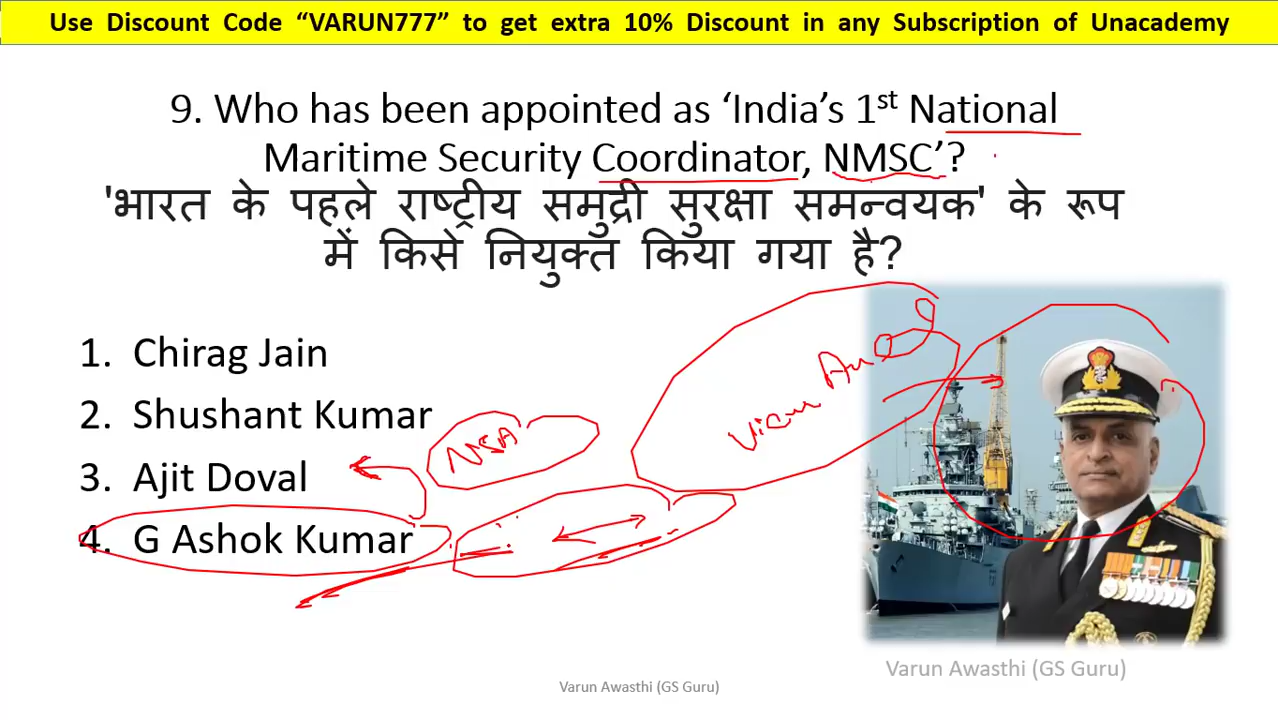 Use Discount Code “VARUN777” to get extra 10% Discount in any Subscription of Unacademy
9. Who has been appointed as ‘India’s 1st National
Maritime Security Coordinator, NMSC’?
'भारत के पहले राष्ट्रीय समुद्री सुरक्षा समन्वयक' के रूप
में किसे नियुक्त किया गया है?
1. Chirag Jain
2. Shushant Kumar
3. Ajit Doval
4. G Ashok Kumar
NSA
Varun Awasthi (GS Guru)
Varun Awasthi (GS Guru)